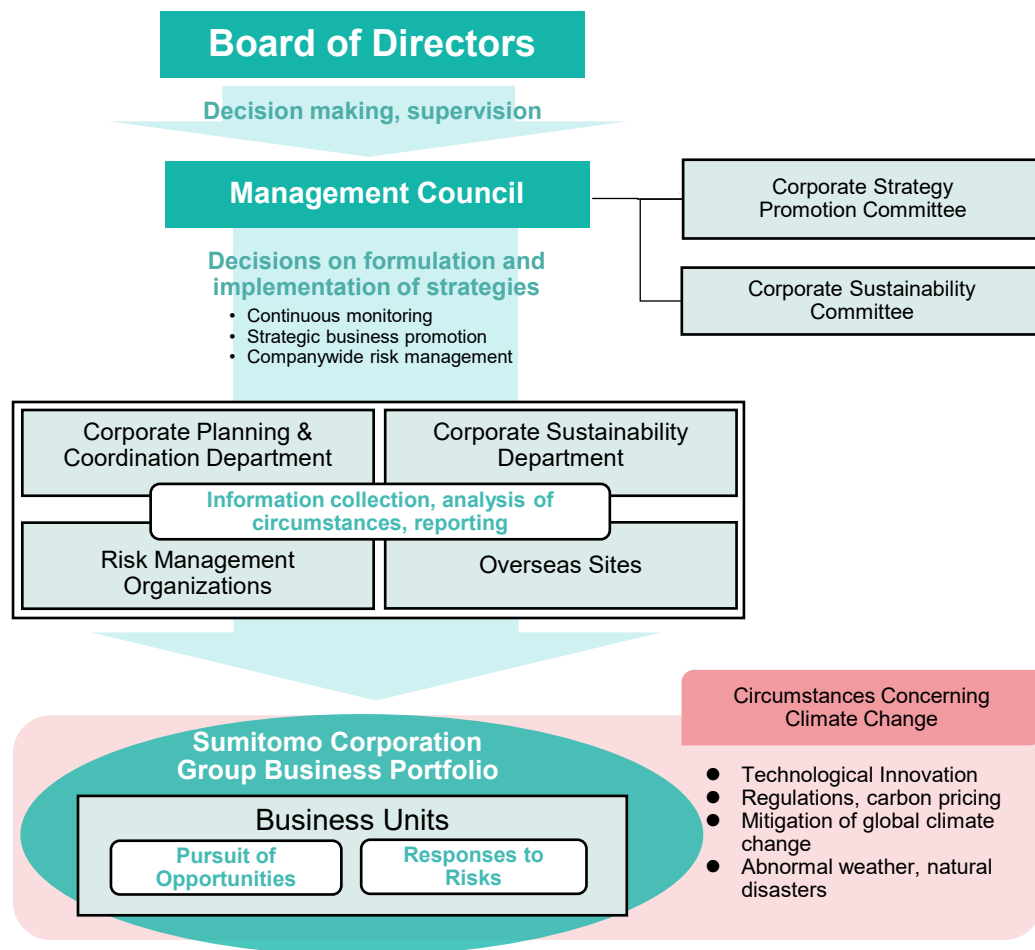 Board of Directors
Decision making, supervision
Management Council
Corporate Strategy
Promotion Committee
Corporate Sustainability
Committee
Decisions on formulation and
implementation of strategies
• Continuous monitoring
• Strategic business promotion
• Companywide risk management
Corporate Planning &
Coordination Department
Corporate Sustainability
Department
Information collection, analysis of
circumstances, reporting
Risk Management
Organizations
Overseas Sites
Circumstances Concerning
Climate Change
● Technological Innovation
● Regulations, carbon pricing
● Mitigation of global climate
change
● Abnormal weather, natural
disasters
Sumitomo Corporation
Group Business Portfolio
Business Units
Pursuit of
Opportunities
Responses to
Risks